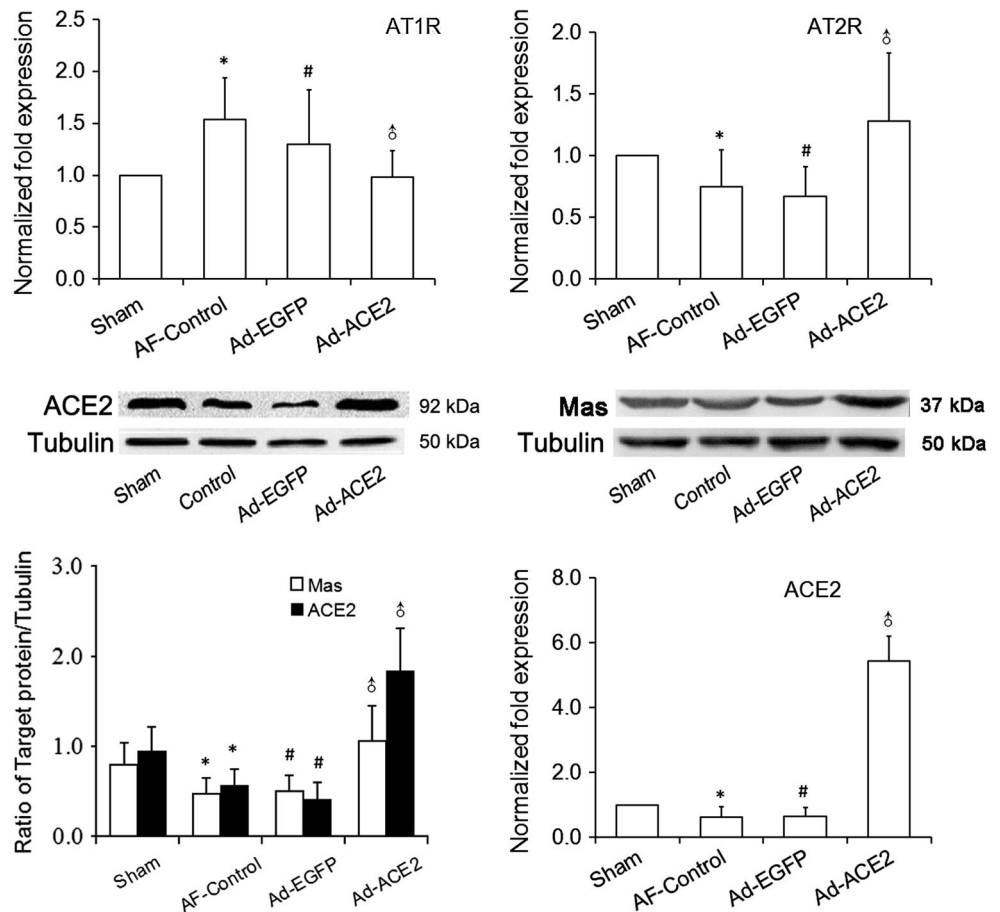 AT1R
Normalized fold expression
2.5
2.0
1.5
1.0
0.5
0.0
*
#
♂
Sham
AF-Control
Ad-EGFP
Ad-ACE2
AT2R
Normalized fold expression
2.0
1.5
1.0
0.5
0.0
*
#
♂
Sham
AF-Control
Ad-EGFP
Ad-ACE2
ACE2 92 kDa
Tubulin 50 kDa
Sham
Control
Ad-EGFP
Ad-ACE2
Mas 37 kDa
Tubulin 50 kDa
Sham
Control
Ad-EGFP
Ad-ACE2
Ratio of Target protein/Tubulin
3.0
2.0
1.0
0.0
Mas
ACE2
* *
# #
♂ ♂
Sham
AF-Control
Ad-EGFP
Ad-ACE2
ACE2
Normalized fold expression
8.0
6.0
4.0
2.0
0.0
*
#
♂
Sham
AF-Control
Ad-EGFP
Ad-ACE2